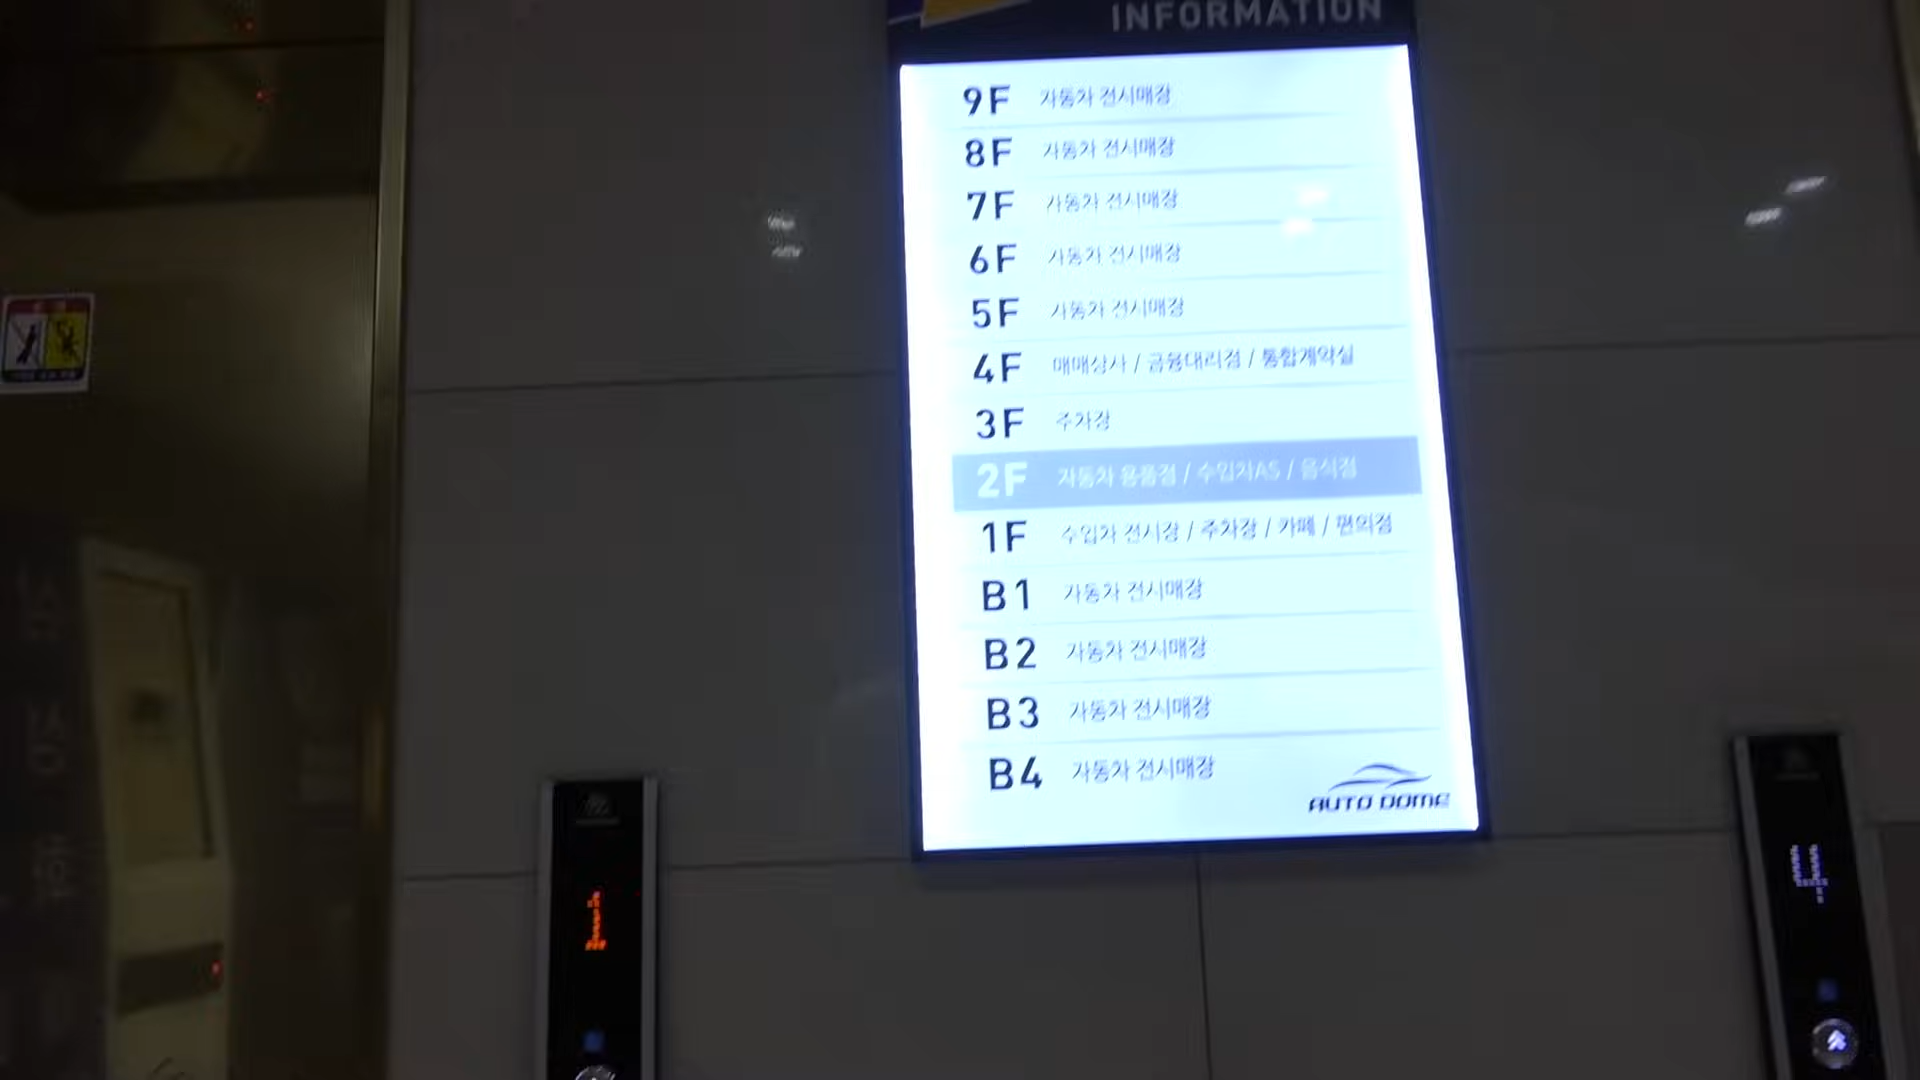 INFORMATION
9F 자동차 전시매장
8F 자동차 전시매장
7F 자동차 전시매장
6F 자동차 전시매장
5F 자동차 전시매장
4F 매매상사 / 금융대리점 / 통합계약실
3F 주차장
2F 자동차 용품점 / 수입차AS / 음식점
1F 수입차 전시장 / 주차장 / 카페 / 편의점
B1 자동차 전시매장
B2 자동차 전시매장
B3 자동차 전시매장
B4 자동차 전시매장
AUTO DOME